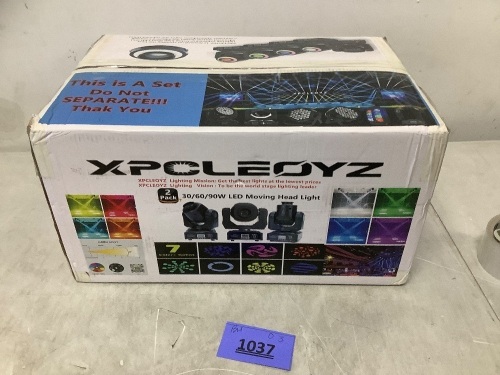 This is A Set
Do Not
SEPARATE!!!!
Thak You
XPCLEOYZ
XPCLEOYZ Lighting Mission: Get the best lights at the lowest prices
XPCLEOYZ Lighting Vision: To be the world stage lighting leader
2 Pack
30/60/90W LED Moving Head Light
7
1037